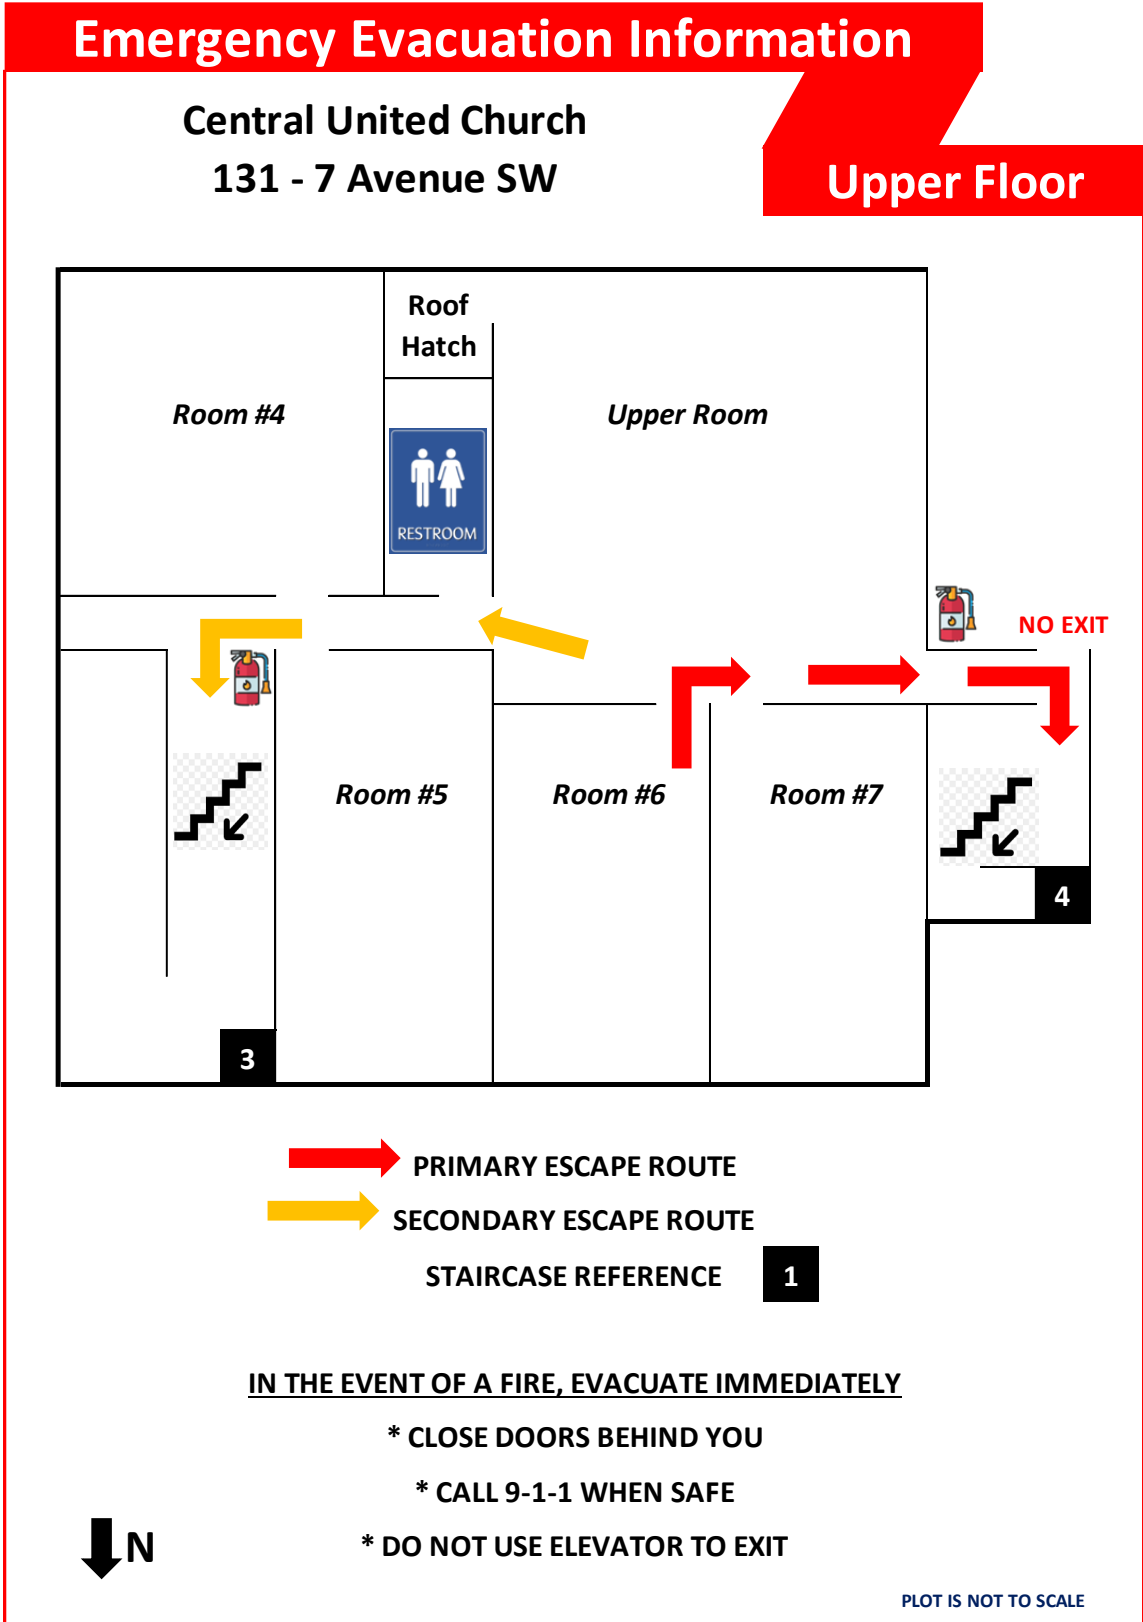 Emergency Evacuation Information
Central United Church
131 - 7 Avenue SW
Upper Floor
Roof
Hatch
Room #4
Upper Room
RESTROOM
NO EXIT
Room #5
Room #6
Room #7
4
3
PRIMARY ESCAPE ROUTE
SECONDARY ESCAPE ROUTE
STAIRCASE REFERENCE 1
IN THE EVENT OF A FIRE, EVACUATE IMMEDIATELY
* CLOSE DOORS BEHIND YOU
* CALL 9-1-1 WHEN SAFE
* DO NOT USE ELEVATOR TO EXIT
N
PLOT IS NOT TO SCALE